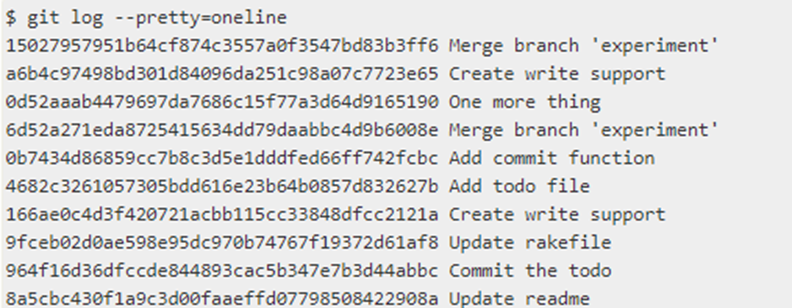 $ git log --pretty=oneline
15027957951b64cf874c3557a0f3547bd83b3ff6 Merge branch 'experiment'
a6b4c97498bd301d84096da251c98a07c7723e65 Create write support
0d52aaab4479697da7686c15f77a3d64d9165190 One more thing
6d52a271eda8725415634dd79daabbc4d9b6008e Merge branch 'experiment'
0b7434d86859cc7b8c3d5e1dddfed66ff742fcbc Add commit function
4682c3261057305bdd616e23b64b0857d832627b Add todo file
166ae0c4d3f420721acbb115cc33848dfcc2121a Create write support
9fceb02d0ae598e95dc970b74767f19372d61af8 Update rakefile
964f16d36dfccde844893cac5b347e7b3d44abbc Commit the todo
8a5cbc430f1a9c3d00faaeffd07798508422908a Update readme